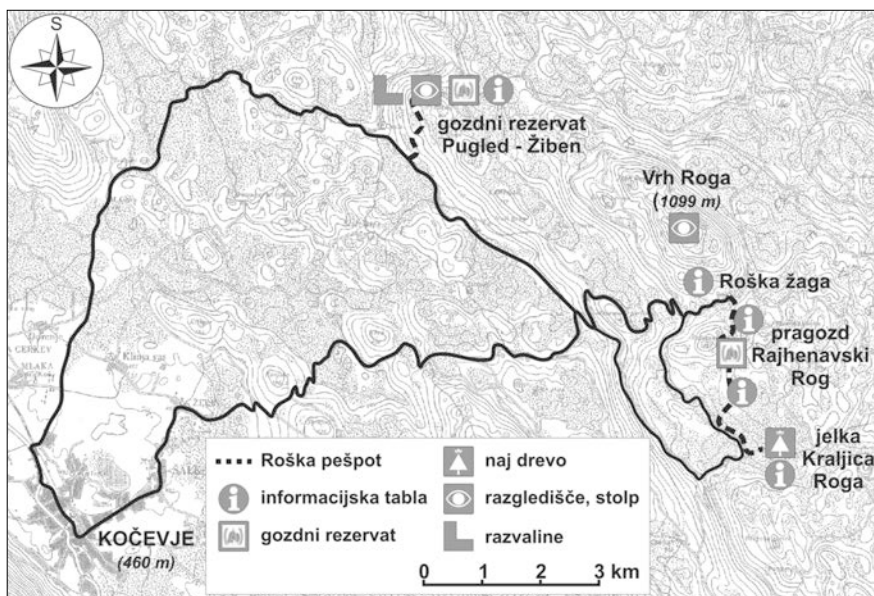 S
gozdni rezervat
Pugled - Žiben
Vrh Roga
(1099 m)
Roška žaga
pragozd
Rajhenavski
Rog
jelka
Kraljica
Roga
MLAKA
KOČEVJE
(460 m)
Roška pešpot
informacijska tabla
gozdni rezervat
naj drevo
razgledišče, stolp
razvaline
0 1 2 3 km